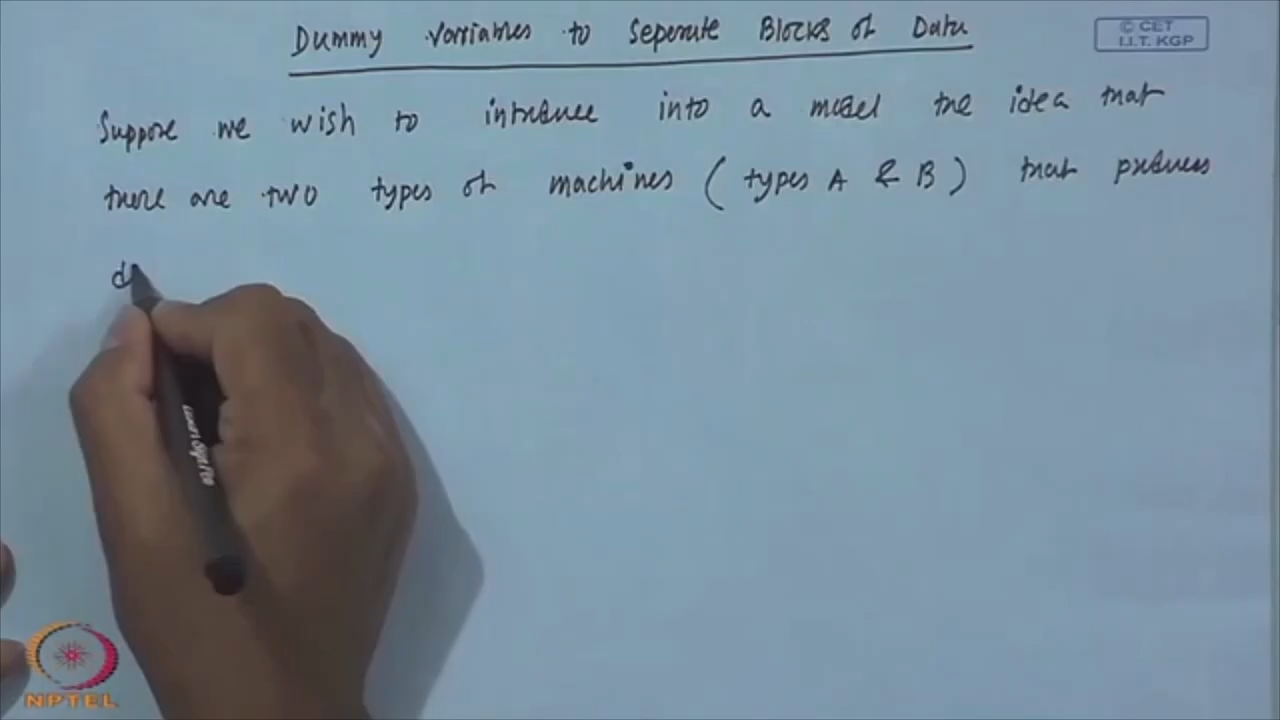 Dummy Variables to Seperate Blocks of Data
© CET
I.I.T. KGP
Suppose we wish to introduce into a model the idea that
there are two types of machines ( types A & B ) that produces
d
NPTEL